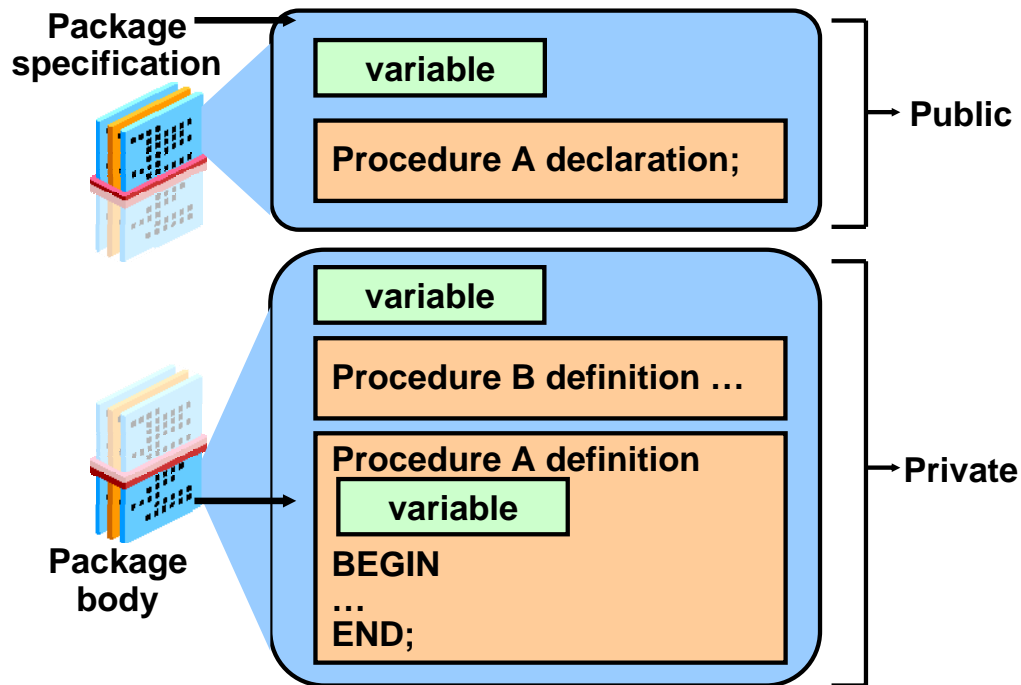 Package
specification
variable
Procedure A declaration;
Public
variable
Procedure B definition …
Procedure A definition
variable
BEGIN
…
END;
Private
Package
body